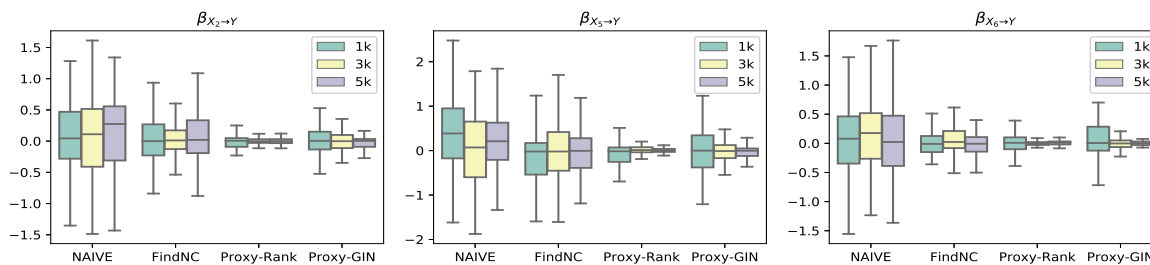 β_{X_2→Y}
1.5
1.0
0.5
0.0
−0.5
−1.0
−1.5
1k
3k
5k
NAIVE FindNC Proxy-Rank Proxy-GIN
β_{X_5→Y}
2
1
0
−1
−2
1k
3k
5k
NAIVE FindNC Proxy-Rank Proxy-GIN
β_{X_6→Y}
1.5
1.0
0.5
0.0
−0.5
−1.0
−1.5
1k
3k
5k
NAIVE FindNC Proxy-Rank Proxy-GIN